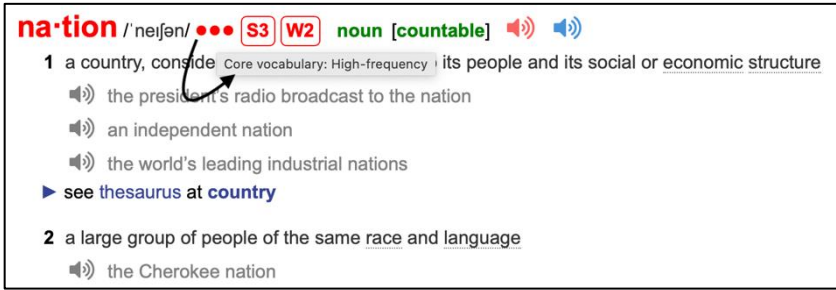 na·tion /ˈneɪʃən/ ●●● S3 W2 noun [countable]
1 a country, conside Core vocabulary: High-frequency its people and its social or economic structure
the president's radio broadcast to the nation
an independent nation
the world's leading industrial nations
► see thesaurus at country
2 a large group of people of the same race and language
the Cherokee nation